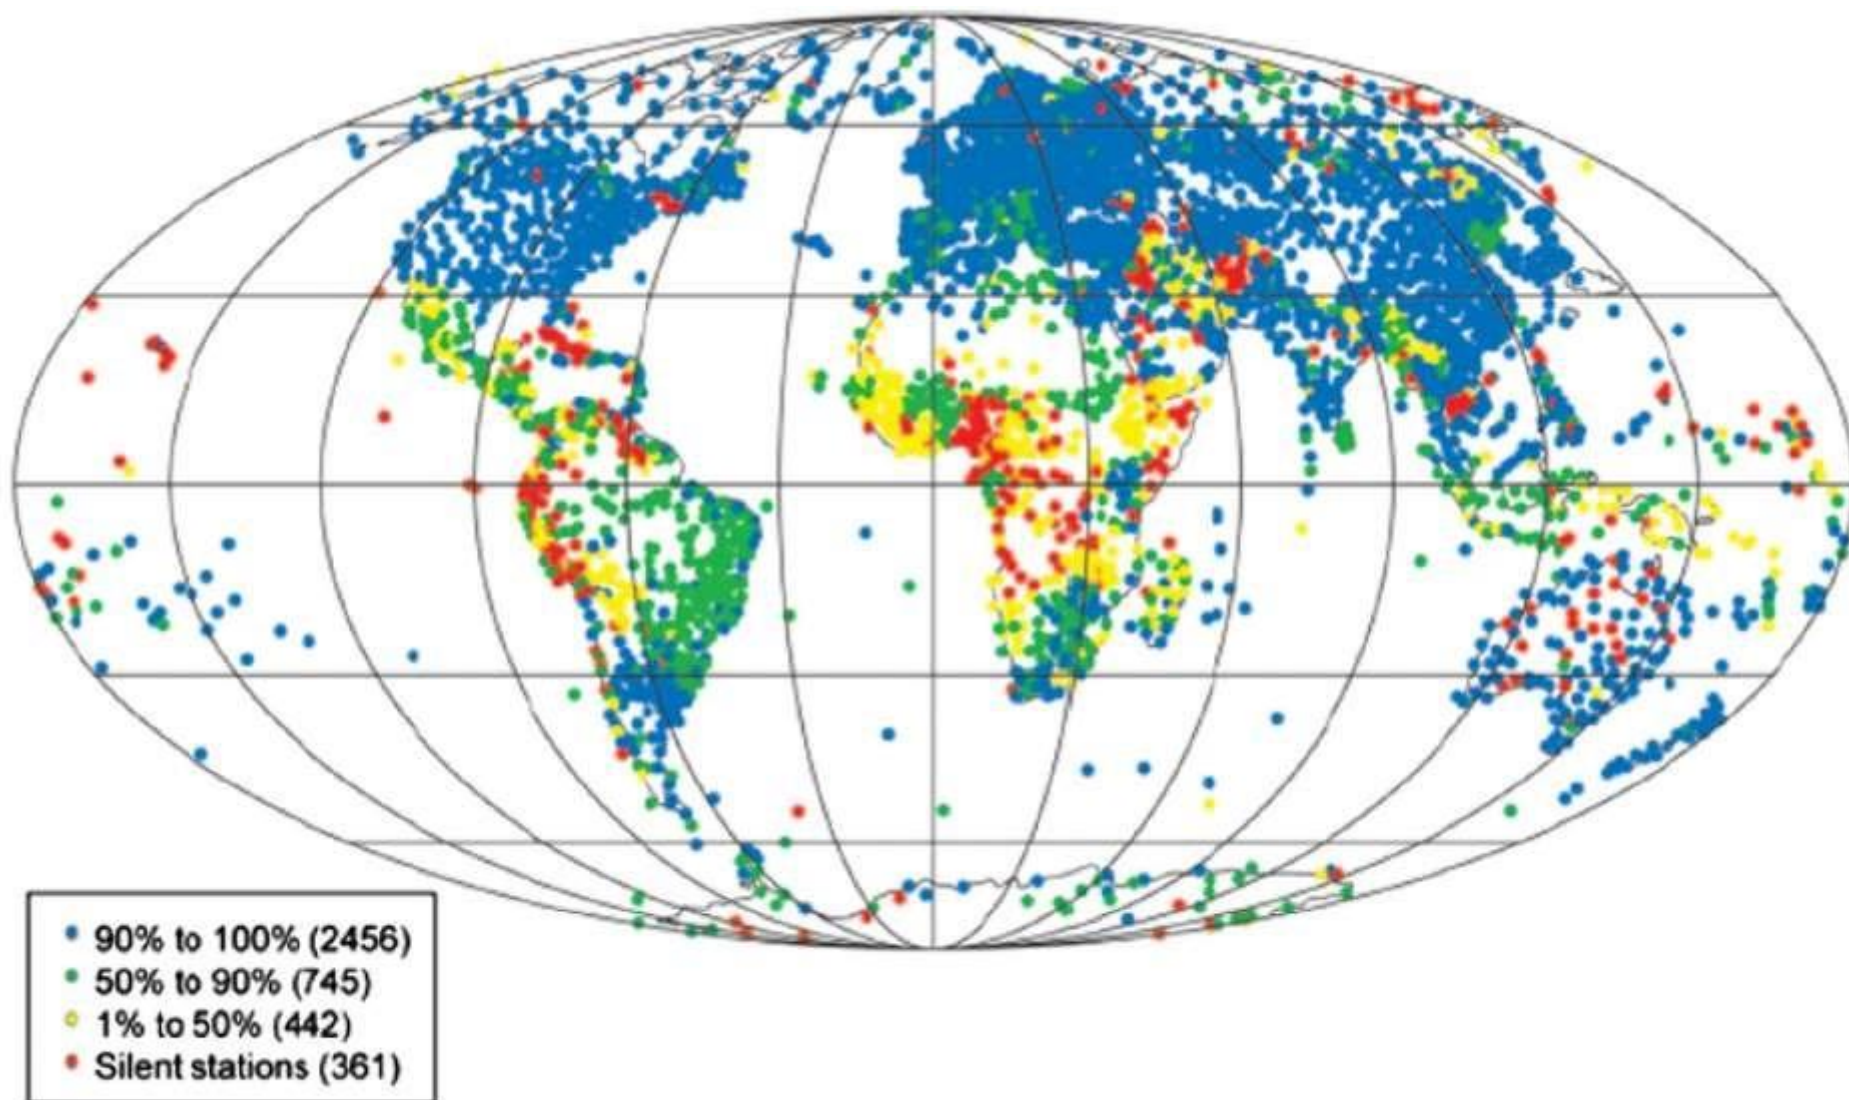 90% to 100% (2456)
50% to 90% (745)
1% to 50% (442)
Silent stations (361)